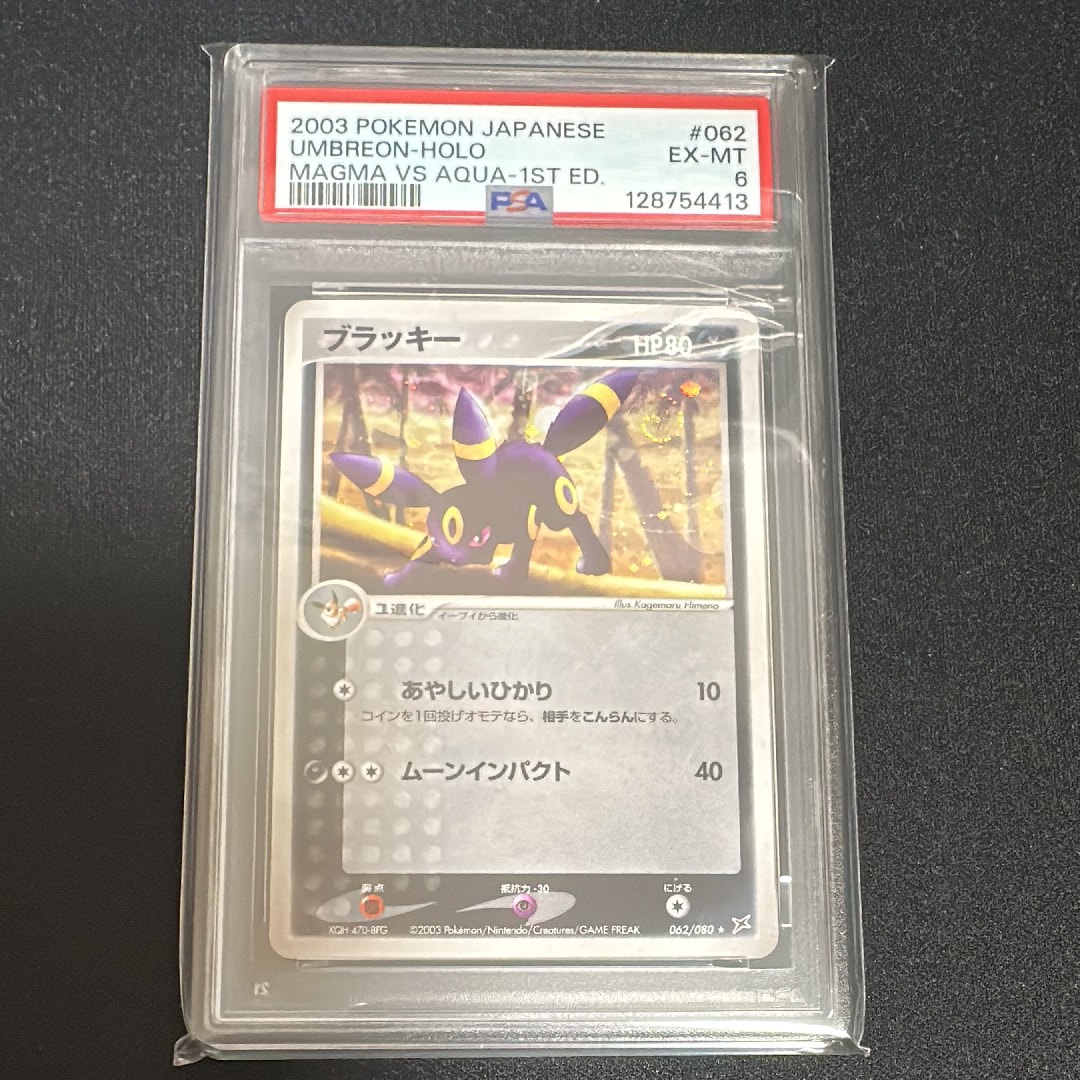 2003 POKEMON JAPANESE #062
UMBREON-HOLO EX-MT
MAGMA VS AQUA-1ST ED. 6
PSA 128754413
ブラッキー HP80
1進化 イーブイから進化 Illus. Kagemaru Himeno
あやしいひかり 10
コインを1回投げオモテなら、相手をこんらんにする。
ムーンインパクト 40
弱点 抵抗力 -30 にげる
KQH-470-BFG ©2003 Pokémon/Nintendo/Creatures/GAME FREAK 062/080 ★